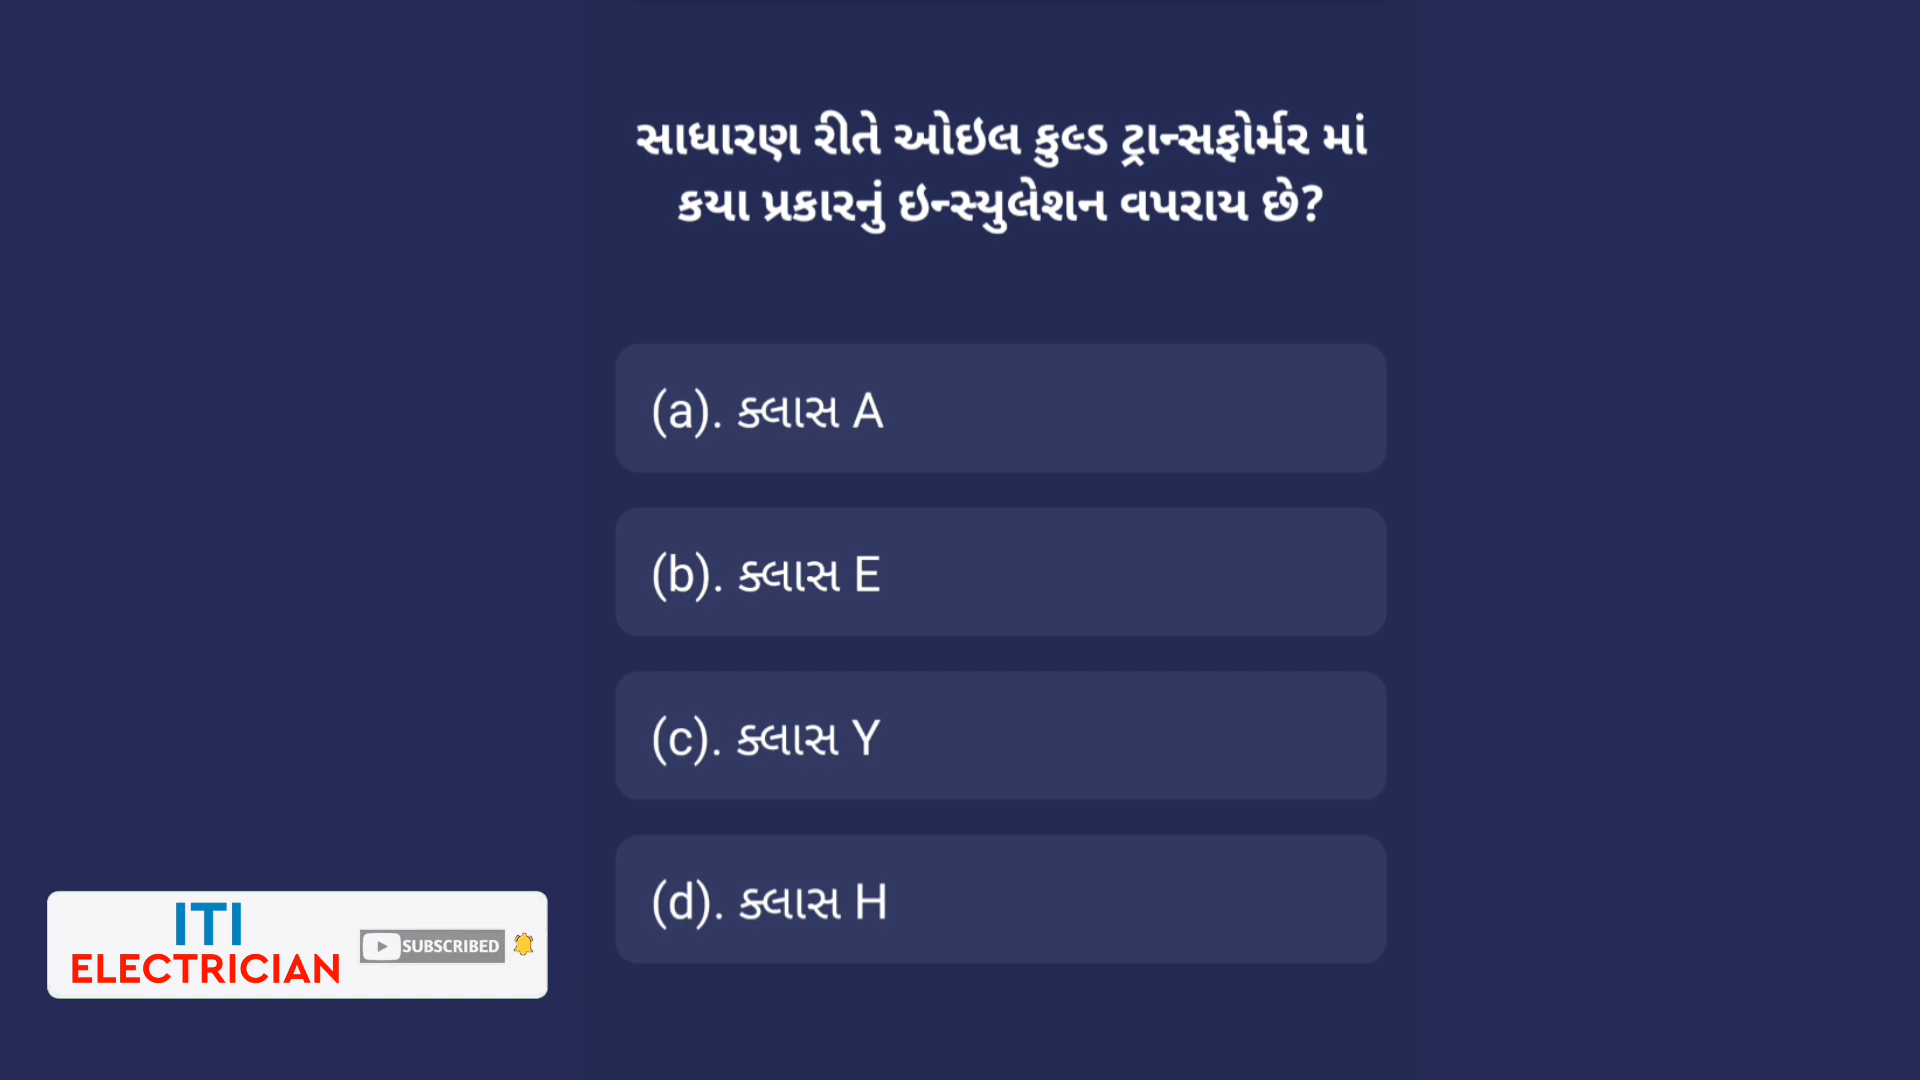 સાધારણ રીતે ઓઇલ કુલ્ડ ટ્રાન્સફોર્મર માં
કયા પ્રકારનું ઇન્સ્યુલેશન વપરાય છે?
(a). ક્લાસ A
(b). ક્લાસ E
(c). ક્લાસ Y
(d). ક્લાસ H
ITI
ELECTRICIAN
SUBSCRIBED